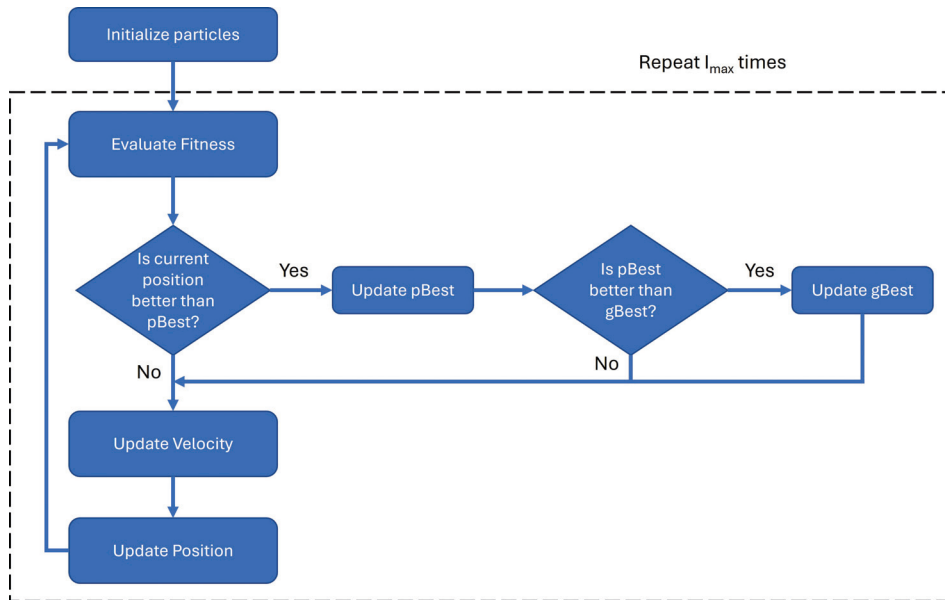 Initialize particles
Repeat Imax times
Evaluate Fitness
Is current
position
better than
pBest?
Yes
Update pBest
Is pBest
better than
gBest?
Yes
Update gBest
No
No
Update Velocity
Update Position